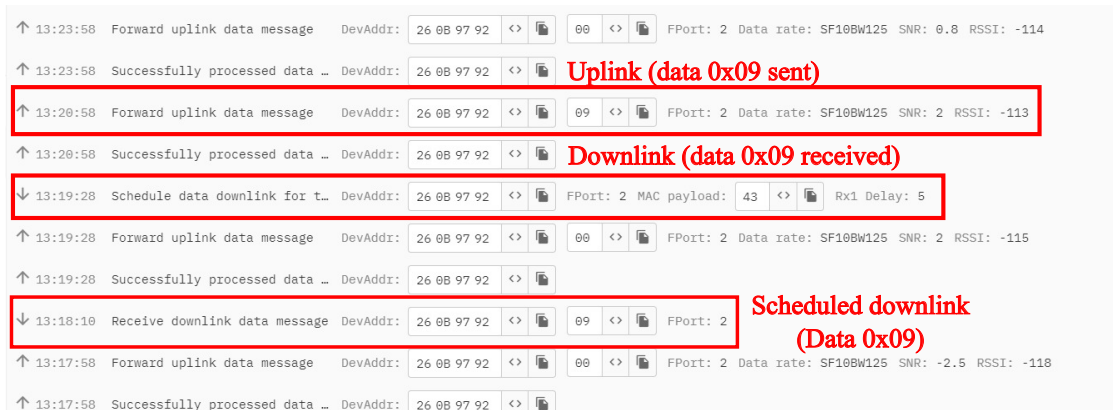 ↑ 13:23:58 Forward uplink data message DevAddr: 26 0B 97 92 <> 00 <> FPort: 2 Data rate: SF10BW125 SNR: 0.8 RSSI: -114
↑ 13:23:58 Successfully processed data … DevAddr: 26 0B 97 92 <> Uplink (data 0x09 sent)
↑ 13:20:58 Forward uplink data message DevAddr: 26 0B 97 92 <> 09 <> FPort: 2 Data rate: SF10BW125 SNR: 2 RSSI: -113
↑ 13:20:58 Successfully processed data … DevAddr: 26 0B 97 92 <> Downlink (data 0x09 received)
↓ 13:19:28 Schedule data downlink for t… DevAddr: 26 0B 97 92 <> FPort: 2 MAC payload: 43 <> Rx1 Delay: 5
↑ 13:19:28 Forward uplink data message DevAddr: 26 0B 97 92 <> 00 <> FPort: 2 Data rate: SF10BW125 SNR: 2 RSSI: -115
↑ 13:19:28 Successfully processed data … DevAddr: 26 0B 97 92 <>
↓ 13:18:10 Receive downlink data message DevAddr: 26 0B 97 92 <> 09 <> FPort: 2
Scheduled downlink
(Data 0x09)
↑ 13:17:58 Forward uplink data message DevAddr: 26 0B 97 92 <> 00 <> FPort: 2 Data rate: SF10BW125 SNR: -2.5 RSSI: -118
↑ 13:17:58 Successfully processed data … DevAddr: 26 0B 97 92 <>